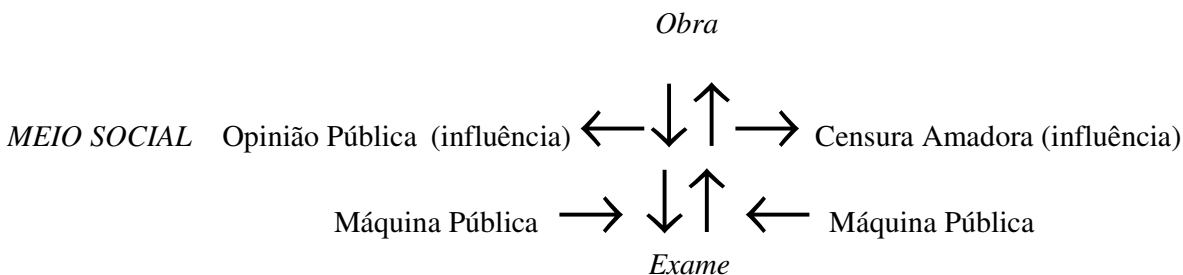 Obra
MEIO SOCIAL Opinião Pública (influência) Censura Amadora (influência)
Máquina Pública Máquina Pública
Exame